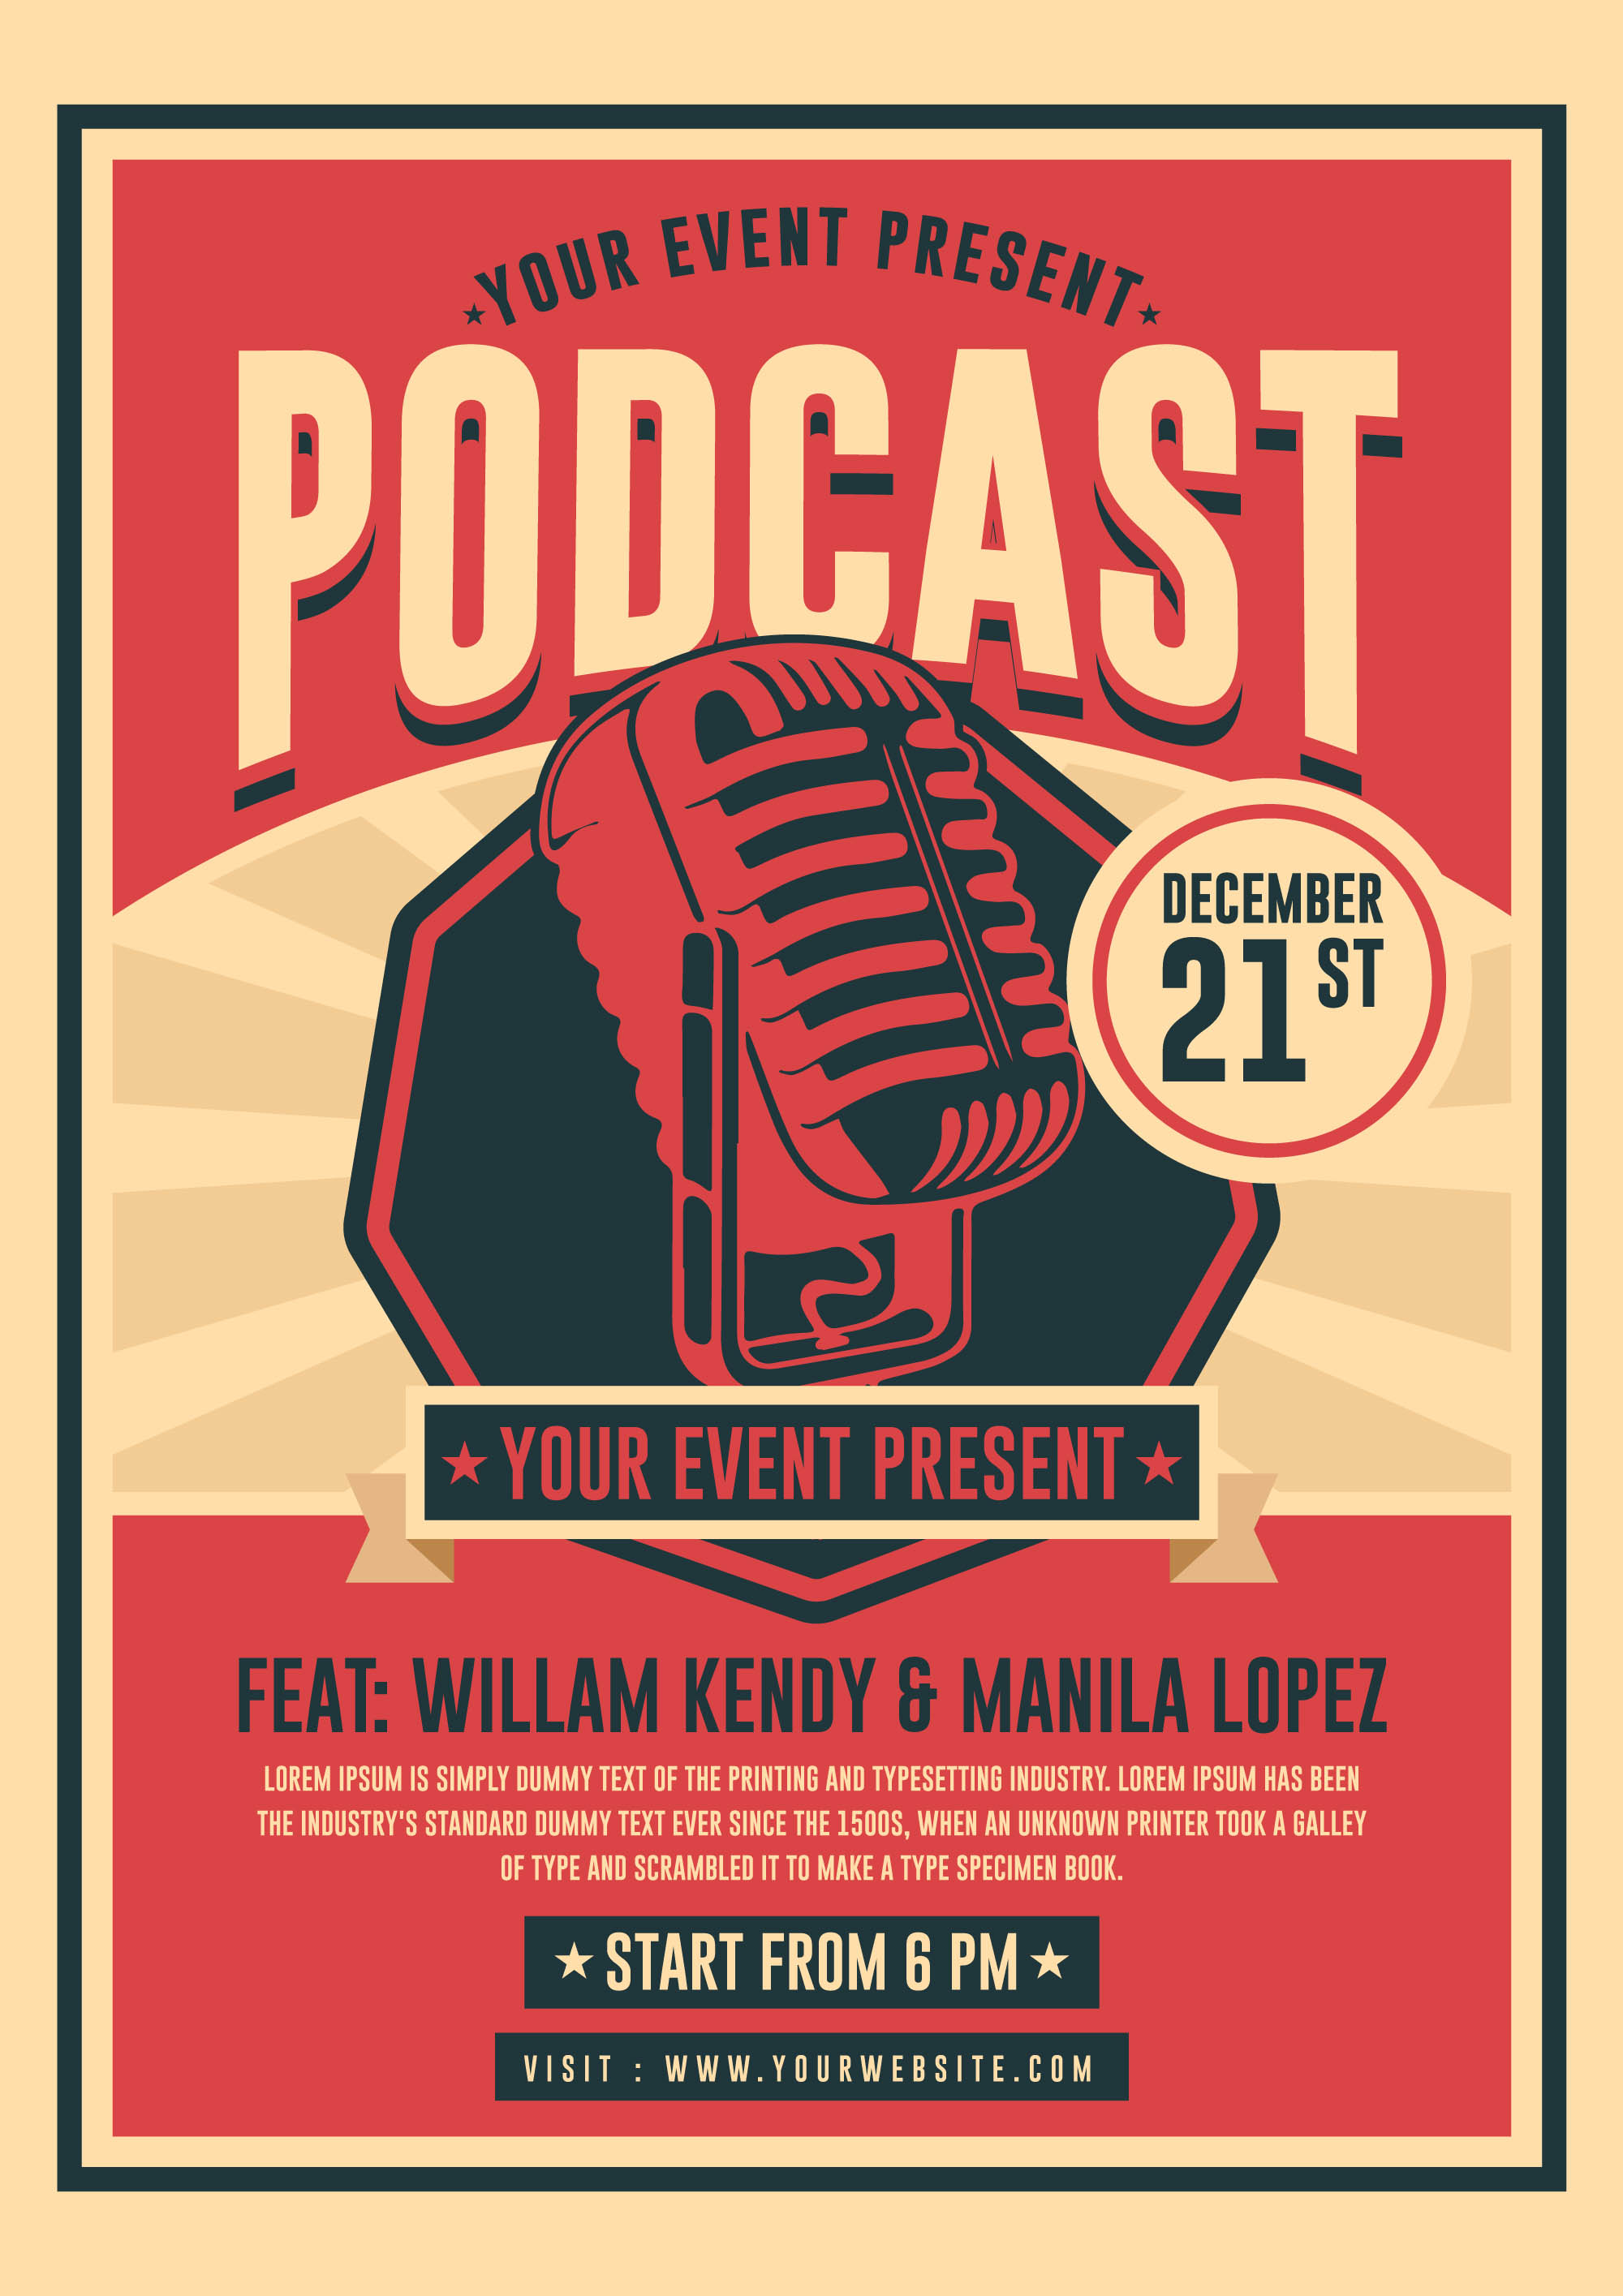 YOUR EVENT PRESENT
PODCAST
DECEMBER
21ST
YOUR EVENT PRESENT
FEAT: WILLAM KENDY & MANILA LOPEZ
LOREM IPSUM IS SIMPLY DUMMY TEXT OF THE PRINTING AND TYPESETTING INDUSTRY. LOREM IPSUM HAS BEEN
THE INDUSTRY'S STANDARD DUMMY TEXT EVER SINCE THE 1500S, WHEN AN UNKNOWN PRINTER TOOK A GALLEY
OF TYPE AND SCRAMBLED IT TO MAKE A TYPE SPECIMEN BOOK.
START FROM 6 PM
VISIT : WWW.YOURWEBSITE.COM